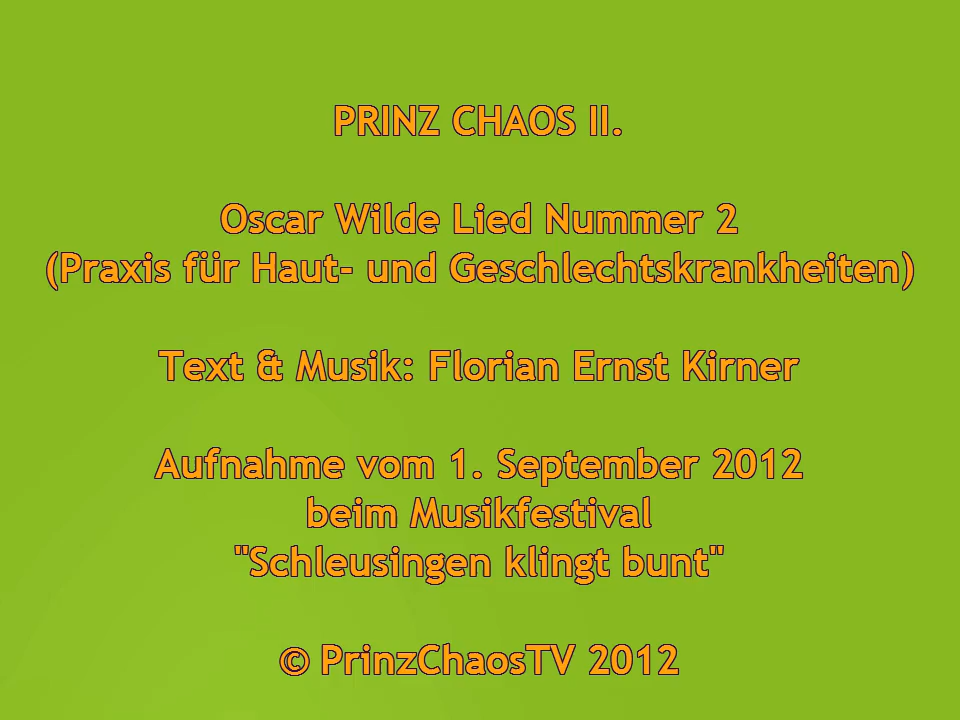 PRINZ CHAOS II.
Oscar Wilde Lied Nummer 2
(Praxis für Haut- und Geschlechtskrankheiten)
Text & Musik: Florian Ernst Kirner
Aufnahme vom 1. September 2012
beim Musikfestival
"Schleusingen klingt bunt"
© PrinzChaosTV 2012